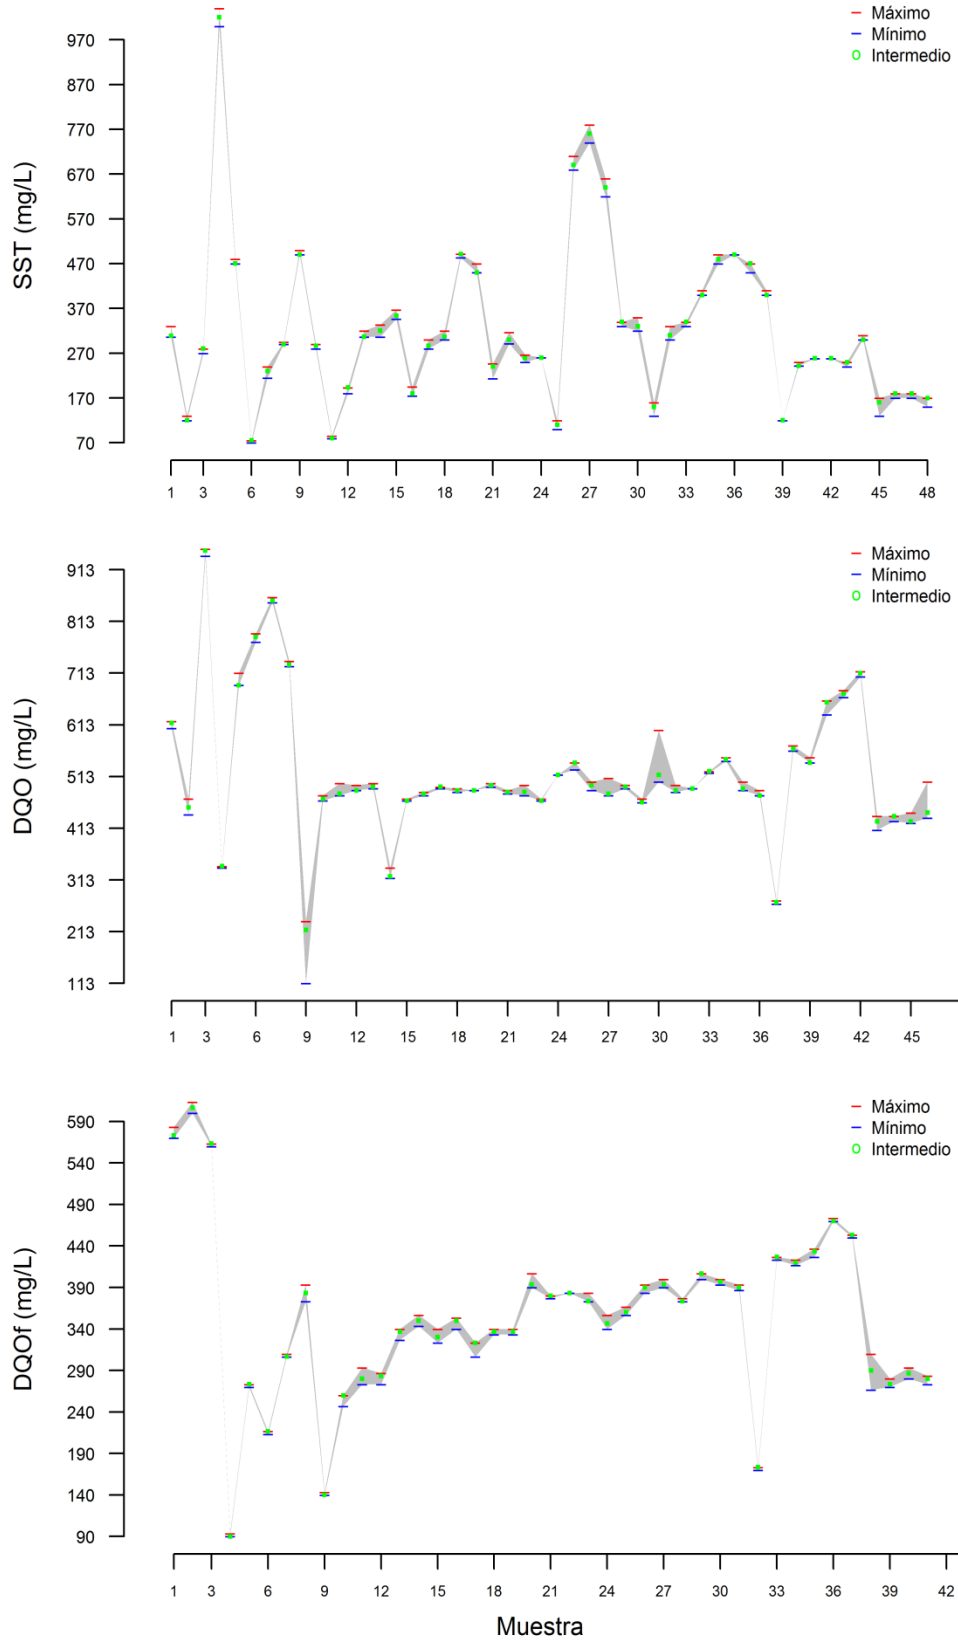 Máximo
Mínimo
Intermedio
SST (mg/L)
970
870
770
670
570
470
370
270
170
70
1 3 6 9 12 15 18 21 24 27 30 33 36 39 42 45 48
Máximo
Mínimo
Intermedio
DQO (mg/L)
913
813
713
613
513
413
313
213
113
1 3 6 9 12 15 18 21 24 27 30 33 36 39 42 45
Máximo
Mínimo
Intermedio
DQOf (mg/L)
590
540
490
440
390
340
290
240
190
140
90
1 3 6 9 12 15 18 21 24 27 30 33 36 39 42
Muestra